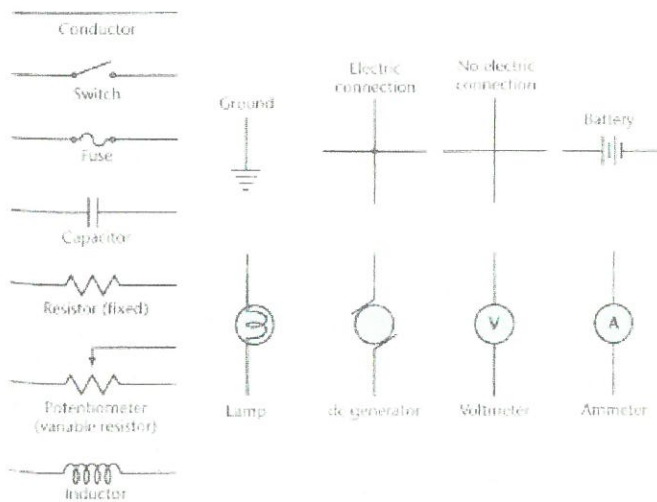 Conductor
Switch
Fuse
Capacitor
Resistor (fixed)
Potentiometer
(variable resistor)
Inductor
Ground
Electric
connection
No electric
connection
Battery
Lamp
dc generator
V
Voltmeter
A
Ammeter